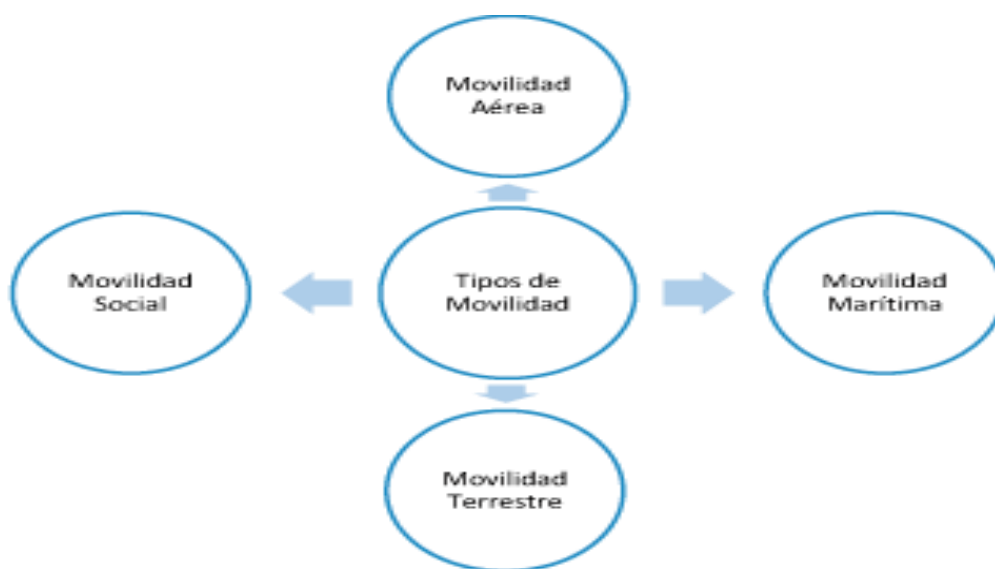 Movilidad
Aérea
Movilidad
Social
Tipos de
Movilidad
Movilidad
Marítima
Movilidad
Terrestre